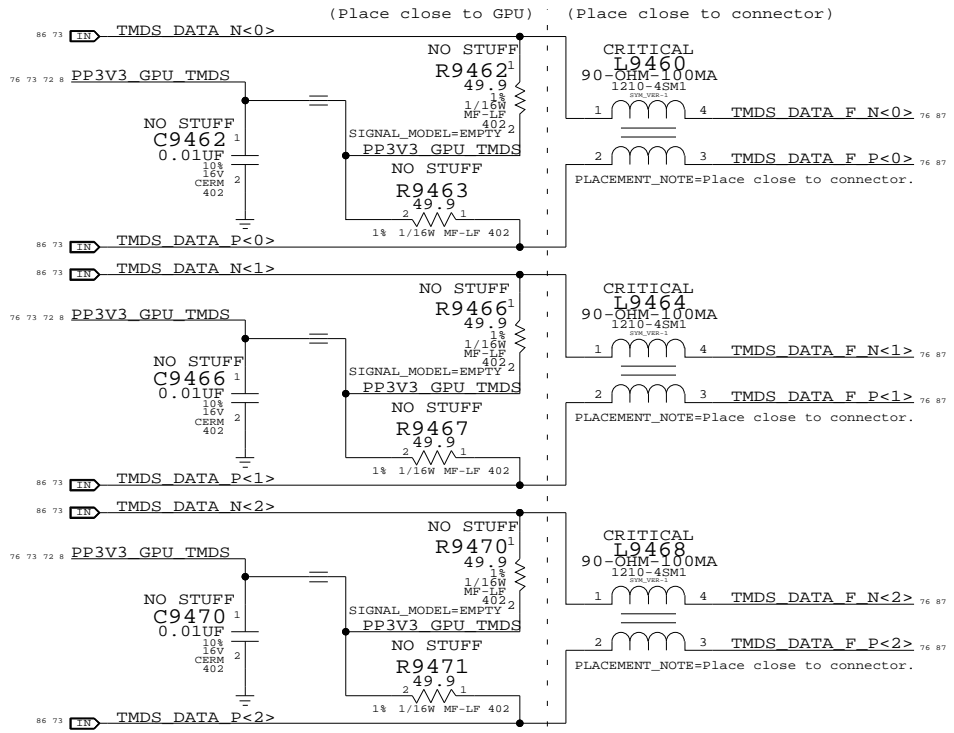 (Place close to GPU)
(Place close to connector)
86 73 IN TMDS_DATA_N<0>
NO STUFF
R9462 1
49.9
1%
1/16W
MF-LF
402
2
SIGNAL_MODEL=EMPTY
76 73 72 8 PP3V3_GPU_TMDS
NO STUFF
C9462 1
0.01UF
10%
16V
CERM
402
2
PP3V3_GPU_TMDS
NO STUFF
R9463
49.9
2 1
1% 1/16W MF-LF 402
86 73 IN TMDS_DATA_P<0>
CRITICAL
L9460
90-OHM-100MA
1210-4SM1
SYM_VER-1
1 4 TMDS_DATA_F_N<0> 76 87
2 3 TMDS_DATA_F_P<0> 76 87
PLACEMENT_NOTE=Place close to connector.
86 73 IN TMDS_DATA_N<1>
NO STUFF
R9466 1
49.9
1%
1/16W
MF-LF
402
2
SIGNAL_MODEL=EMPTY
76 73 72 8 PP3V3_GPU_TMDS
NO STUFF
C9466 1
0.01UF
10%
16V
CERM
402
2
PP3V3_GPU_TMDS
NO STUFF
R9467
49.9
2 1
1% 1/16W MF-LF 402
86 73 IN TMDS_DATA_P<1>
CRITICAL
L9464
90-OHM-100MA
1210-4SM1
SYM_VER-1
1 4 TMDS_DATA_F_N<1> 76 87
2 3 TMDS_DATA_F_P<1> 76 87
PLACEMENT_NOTE=Place close to connector.
86 73 IN TMDS_DATA_N<2>
NO STUFF
R9470 1
49.9
1%
1/16W
MF-LF
402
2
SIGNAL_MODEL=EMPTY
76 73 72 8 PP3V3_GPU_TMDS
NO STUFF
C9470 1
0.01UF
10%
16V
CERM
402
2
PP3V3_GPU_TMDS
NO STUFF
R9471
49.9
2 1
1% 1/16W MF-LF 402
86 73 IN TMDS_DATA_P<2>
CRITICAL
L9468
90-OHM-100MA
1210-4SM1
SYM_VER-1
1 4 TMDS_DATA_F_N<2> 76 87
2 3 TMDS_DATA_F_P<2> 76 87
PLACEMENT_NOTE=Place close to connector.